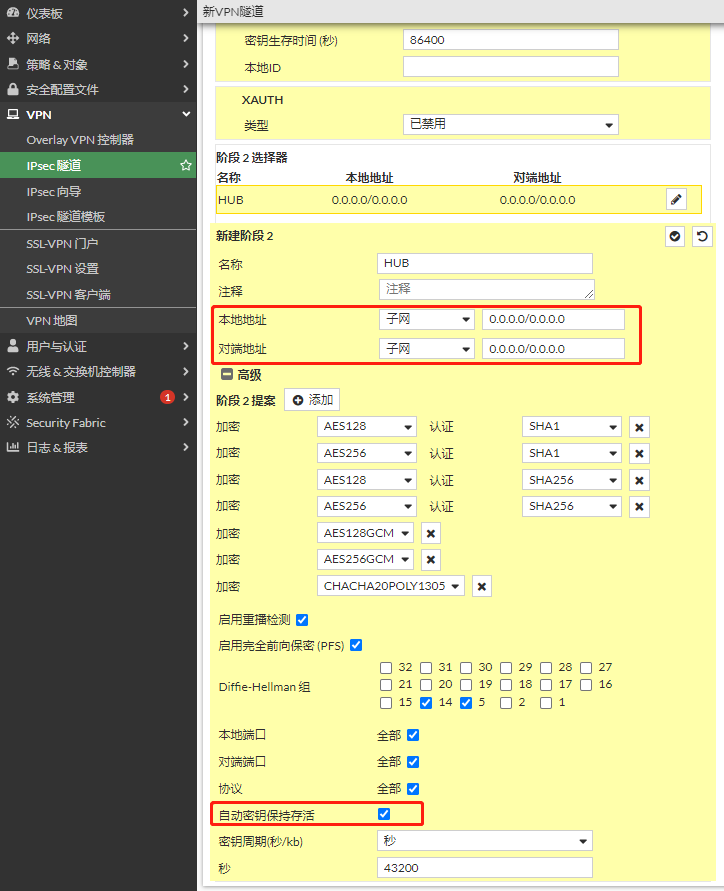 仪表板
网络
策略 & 对象
安全配置文件
VPN
Overlay VPN 控制器
IPsec 隧道
IPsec 向导
IPsec 隧道模板
SSL-VPN 门户
SSL-VPN 设置
SSL-VPN 客户端
VPN 地图
用户与认证
无线 & 交换机控制器
系统管理 1
Security Fabric
日志 & 报表
新VPN隧道
密钥生存时间 (秒) 86400
本地ID
XAUTH
类型 已禁用
阶段 2 选择器
名称 本地地址 对端地址
HUB 0.0.0.0/0.0.0.0 0.0.0.0/0.0.0.0
新建阶段 2
名称 HUB
注释 注释
本地地址 子网 0.0.0.0/0.0.0.0
对端地址 子网 0.0.0.0/0.0.0.0
高级
阶段 2 提案 添加
加密 AES128 认证 SHA1
加密 AES256 认证 SHA1
加密 AES128 认证 SHA256
加密 AES256 认证 SHA256
加密 AES128GCM
加密 AES256GCM
加密 CHACHA20POLY1305
启用重播检测
启用完全前向保密 (PFS)
32 31 30 29 28 27
Diffie-Hellman 组 21 20 19 18 17 16
15 14 5 2 1
本地端口 全部
对端端口 全部
协议 全部
自动密钥保持存活
密钥周期(秒/kb) 秒
秒 43200